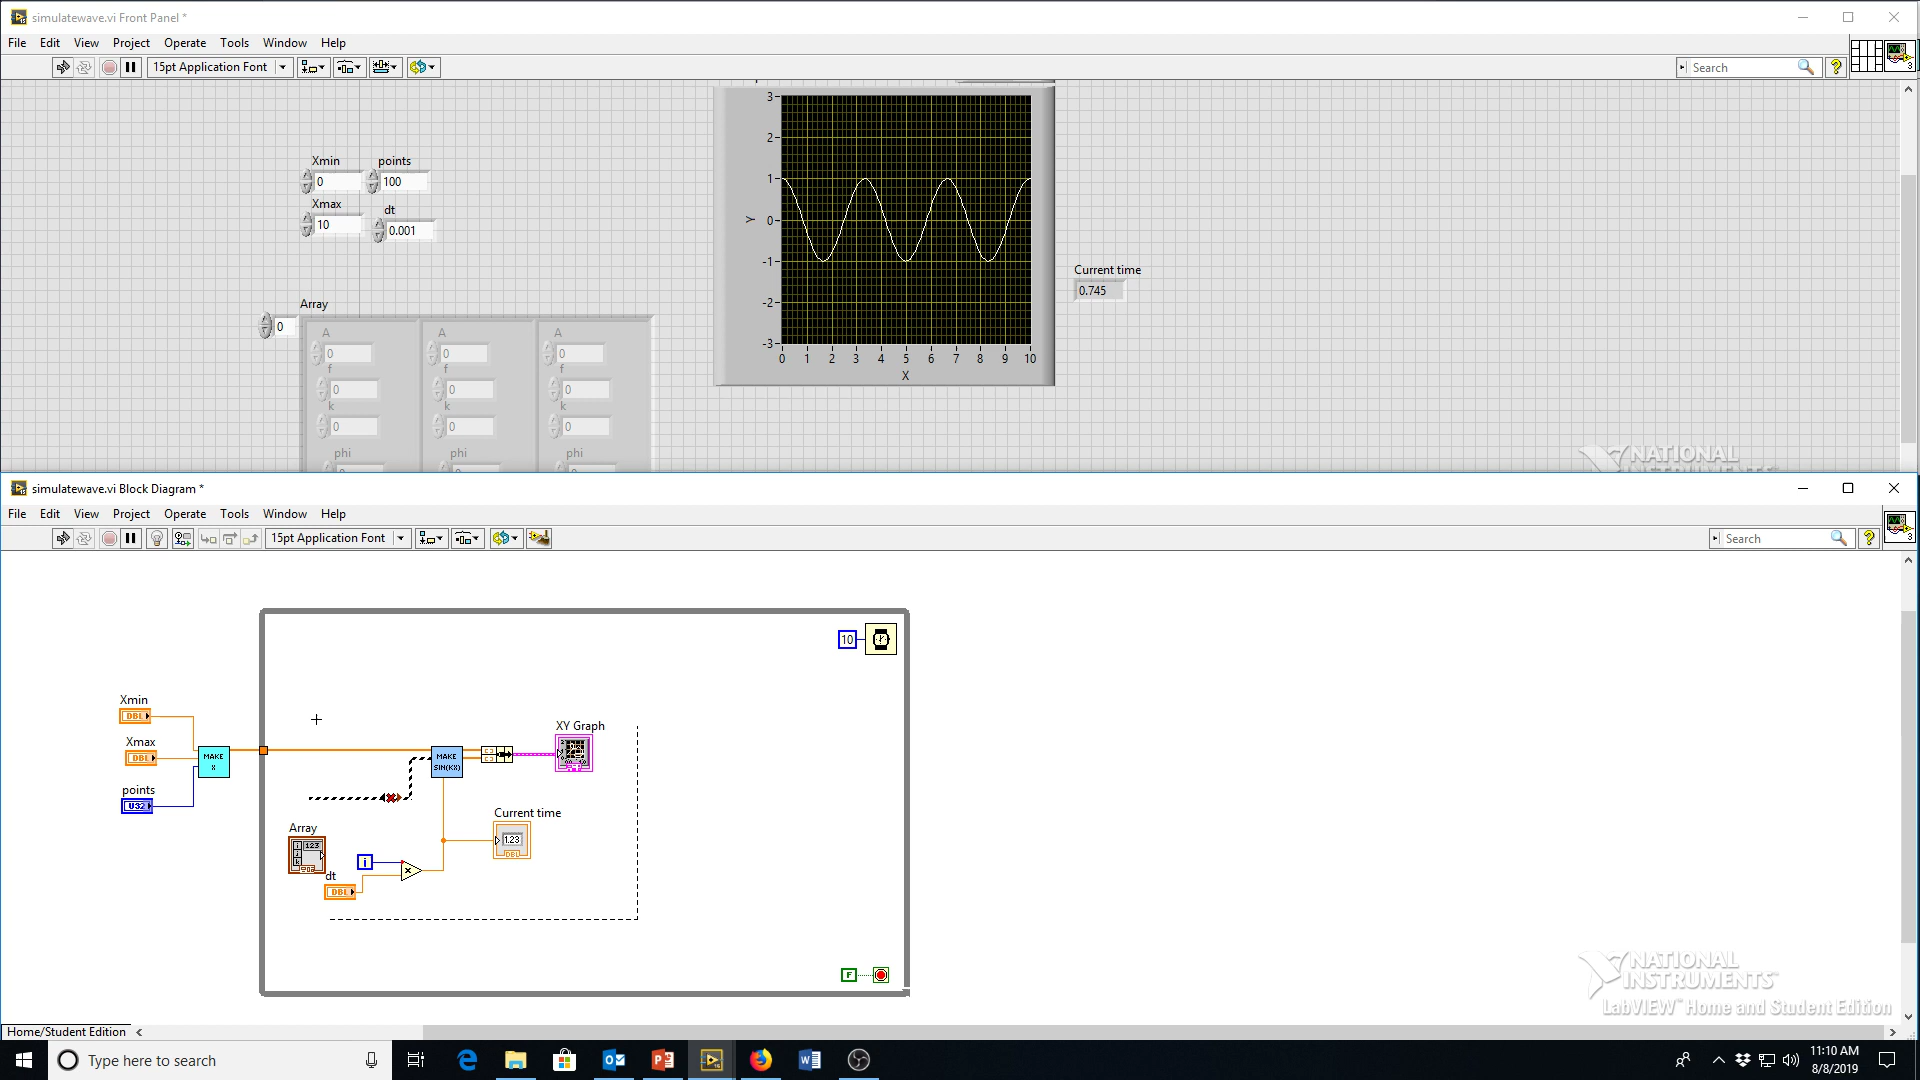 simulatewave.vi Front Panel *
File Edit View Project Operate Tools Window Help
15pt Application Font
Search
?
3
Xmin points
0 100
Xmax dt
10 0.001
Array
0
A A A
0 0 0
f f f
0 0 0
k k k
0 0 0
phi phi phi
3
2
1
0
-1
-2
-3
Y
0 1 2 3 4 5 6 7 8 9 10
X
Current time
0.745
NATIONAL
INSTRUMENTS
simulatewave.vi Block Diagram *
File Edit View Project Operate Tools Window Help
15pt Application Font
Search
?
3
10
Xmin
DBL
Xmax
DBL
points
U32
MAKE
X
MAKE
SIN(KX)
XY Graph
Current time
1.23
DBL
Array
123
i
dt
DBL
x
F
NATIONAL
INSTRUMENTS
LabVIEW™ Home and Student Edition
Home/Student Edition
Type here to search
11:10 AM
8/8/2019